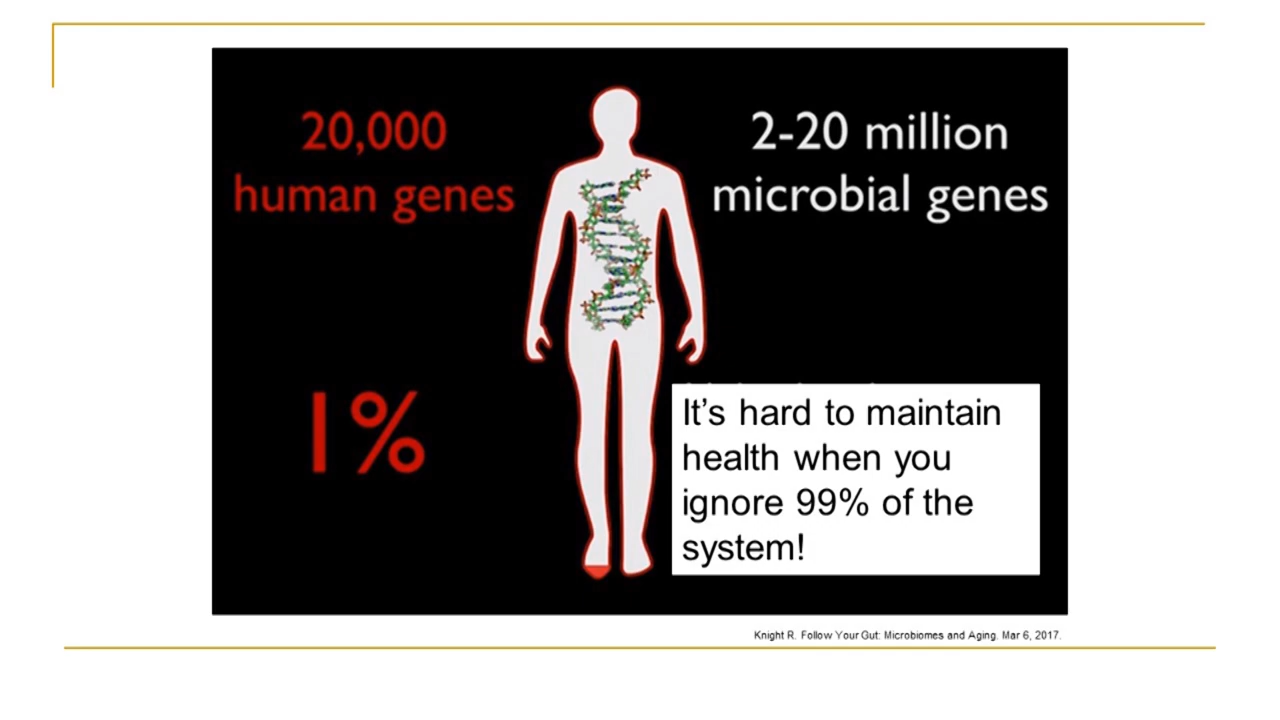 20,000
human genes
2-20 million
microbial genes
1%
It’s hard to maintain
health when you
ignore 99% of the
system!
Knight R. Follow Your Gut: Microbiomes and Aging. Mar 6, 2017.